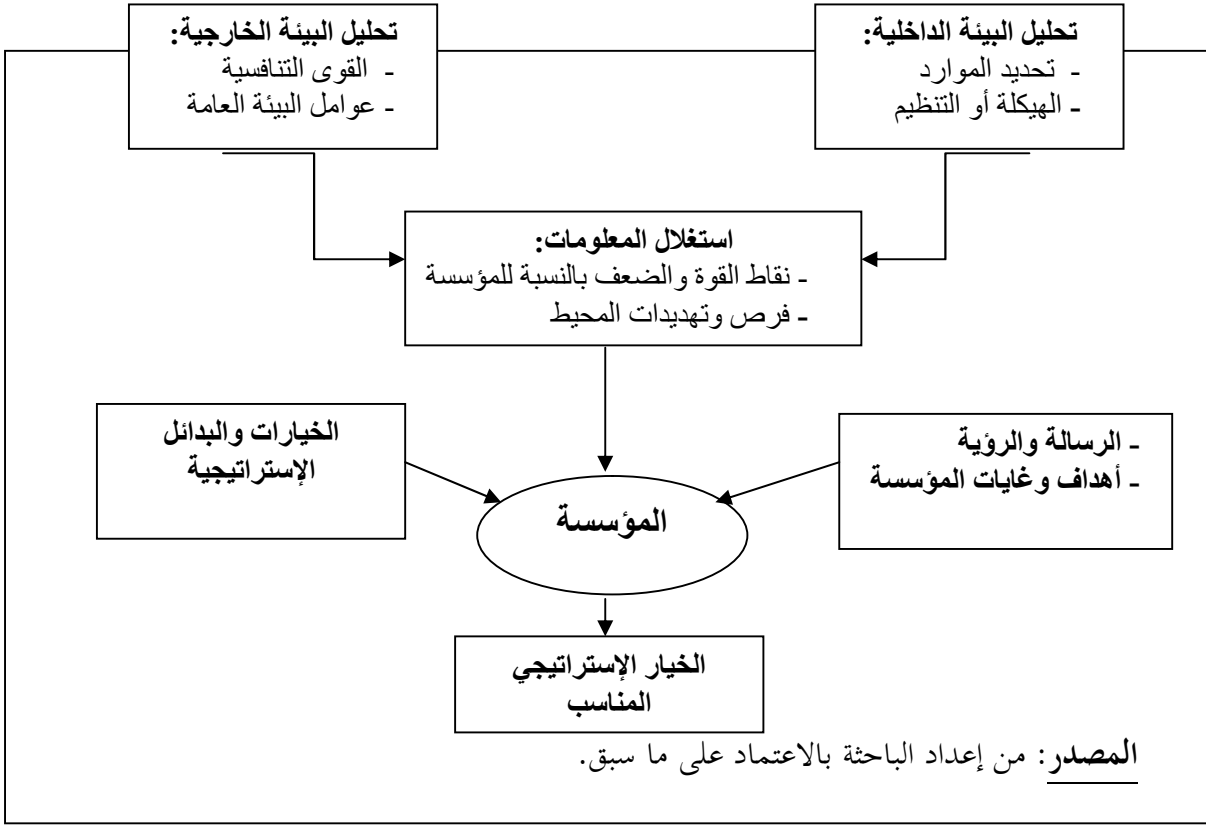 تحليل البيئة الداخلية:
- تحديد الموارد
- الهيكلة أو التنظيم
تحليل البيئة الخارجية:
- القوى التنافسية
- عوامل البيئة العامة
استغلال المعلومات:
- نقاط القوة والضعف بالنسبة للمؤسسة
- فرص وتهديدات المحيط
- الرسالة والرؤية
- أهداف وغايات المؤسسة
الخيارات والبدائل
الإستراتيجية
المؤسسة
الخيار الإستراتيجي
المناسب
المصدر: من إعداد الباحثة بالاعتماد على ما سبق.